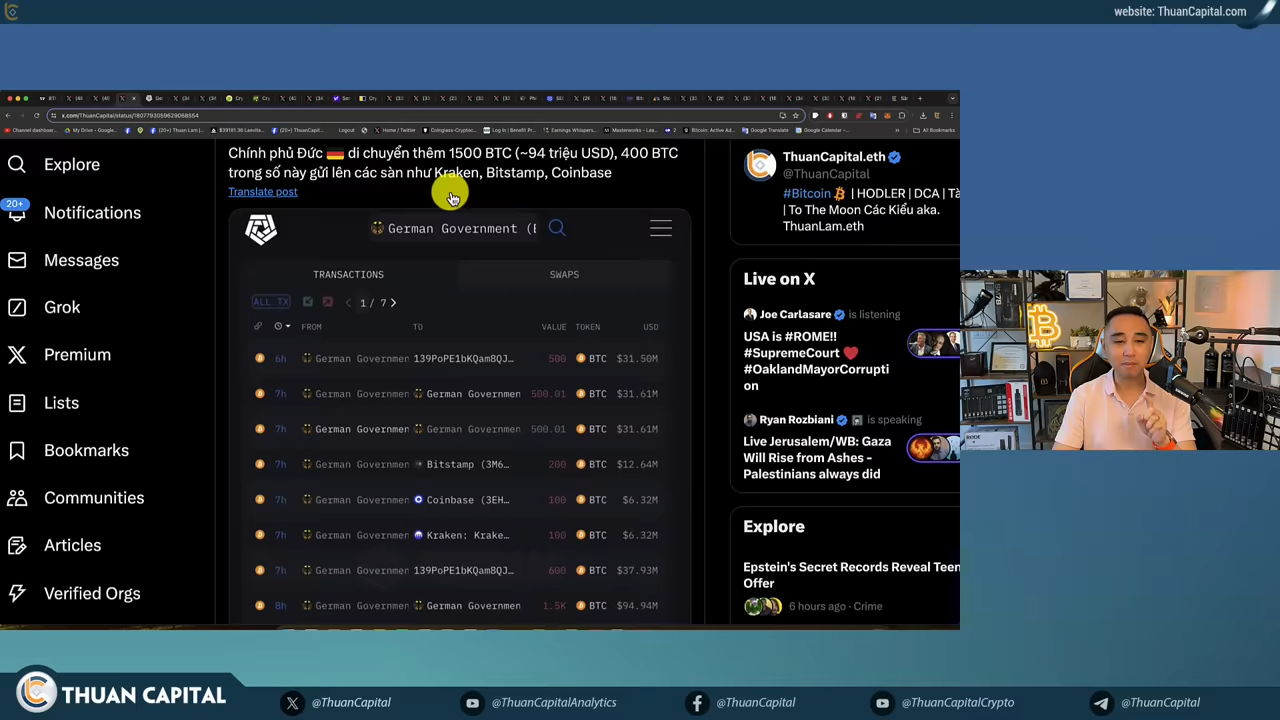 website: ThuanCapital.com
x.com/ThuanCapital/status/1807793059629068554
Explore
20+
Notifications
Messages
Grok
Premium
Lists
Bookmarks
Communities
Articles
Verified Orgs
Chính phủ Đức 🇩🇪 di chuyển thêm 1500 BTC (~94 triệu USD), 400 BTC
trong số này gửi lên các sàn như Kraken, Bitstamp, Coinbase
Translate post
German Government (
TRANSACTIONS SWAPS
ALL TX 1 / 7
FROM TO VALUE TOKEN USD
6h German Governmen 139PoPE1bKQam8QJ… 500 BTC $31.50M
7h German Governmen German Governmen 500.01 BTC $31.61M
7h German Governmen German Governmen 500.01 BTC $31.61M
7h German Governmen Bitstamp (3M6… 200 BTC $12.64M
7h German Governmen Coinbase (3EH… 100 BTC $6.32M
7h German Governmen Kraken: Krake… 100 BTC $6.32M
7h German Governmen 139PoPE1bKQam8QJ… 600 BTC $37.93M
8h German Governmen German Governmen 1.5K BTC $94.94M
ThuanCapital.eth
@ThuanCapital
#Bitcoin | HODLER | DCA | Tà
| To The Moon Các Kiểu aka.
ThuanLam.eth
Live on X
Joe Carlasare is listening
USA is #ROME!!
#SupremeCourt ❤️
#OaklandMayorCorrupti
on
Ryan Rozbiani is speaking
Live Jerusalem/WB: Gaza
Will Rise from Ashes –
Palestinians always did
Explore
Epstein's Secret Records Reveal Teen
Offer
6 hours ago · Crime
THUAN CAPITAL
@ThuanCapital
@ThuanCapitalAnalytics
@ThuanCapital
@ThuanCapitalCrypto
@ThuanCapital